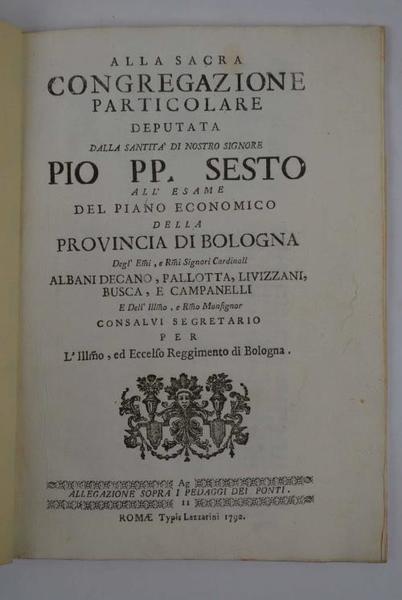 ALLA SACRA
CONGREGAZIONE
PARTICOLARE
DEPUTATA
DALLA SANTITA' DI NOSTRO SIGNORE
PIO PP. SESTO
ALL' ESAME
DEL PIANO ECONOMICO
DELLA
PROVINCIA DI BOLOGNA
Degl' Emi, e Rmi Signori Cardinali
ALBANI DECANO, PALLOTTA, LIVIZZANI,
BUSCA, E CAMPANELLI
E Dell' Illmo, e Rmo Monsignor
CONSALVI SEGRETARIO
PER
L'Illmo, ed Eccelso Reggimento di Bologna.
Ag
ALLEGAZIONE SOPRA I PEDAGGI DEI PONTI.
11
ROMÆ Typis Lazzarini 1792.